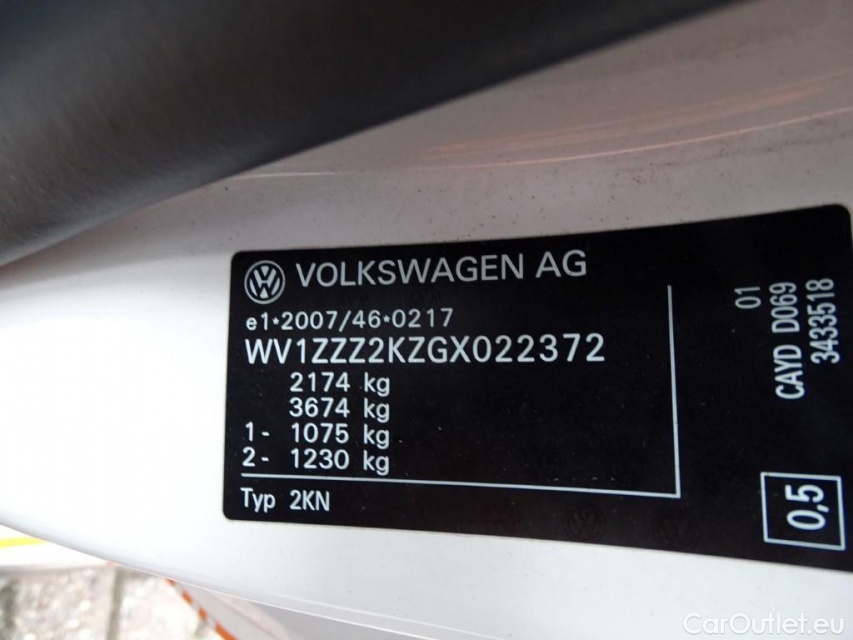 VOLKSWAGEN AG
e1*2007/46*0217
WV1ZZZ2KZGX022372
2174 kg
3674 kg
1- 1075 kg
2- 1230 kg
Typ 2KN
01
CAYD D069
3433518
0,5
CarOutlet.eu